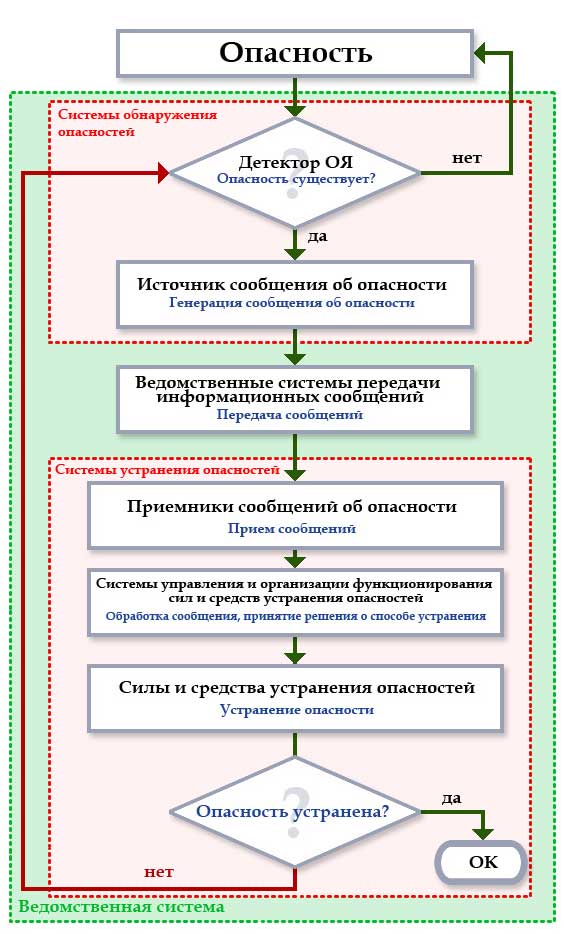 Опасность
Системы обнаружения
опасностей
Детектор ОЯ
Опасность существует?
?
нет
да
Источник сообщения об опасности
Генерация сообщения об опасности
Ведомственные системы передачи
информационных сообщений
Передача сообщений
Системы устранения опасностей
Приемники сообщений об опасности
Прием сообщений
Системы управления и организации функционирования
сил и средств устранения опасностей
Обработка сообщения, принятие решения о способе устранения
Силы и средства устранения опасностей
Устранение опасности
Опасность устранена?
?
да
OK
нет
Ведомственная система